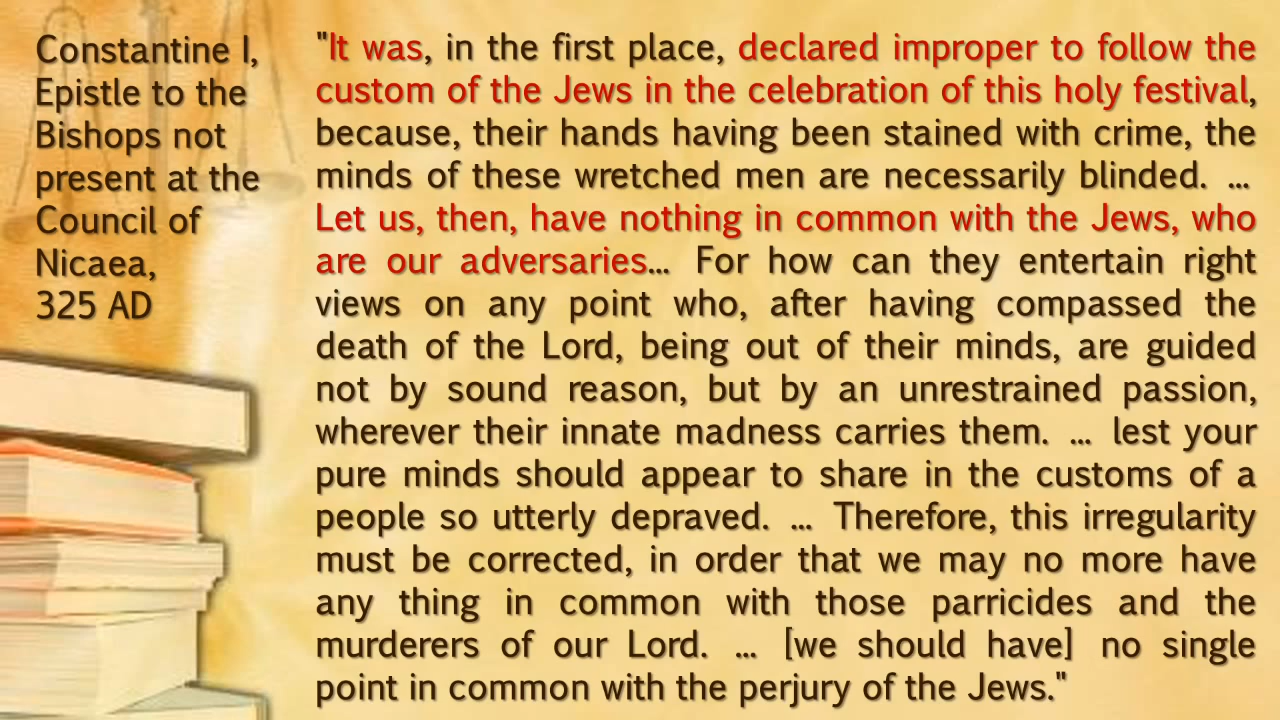 Constantine I,
Epistle to the
Bishops not
present at the
Council of
Nicaea,
325 AD
"It was, in the first place, declared improper to follow the
custom of the Jews in the celebration of this holy festival,
because, their hands having been stained with crime, the
minds of these wretched men are necessarily blinded. ...
Let us, then, have nothing in common with the Jews, who
are our adversaries... For how can they entertain right
views on any point who, after having compassed the
death of the Lord, being out of their minds, are guided
not by sound reason, but by an unrestrained passion,
wherever their innate madness carries them. ... lest your
pure minds should appear to share in the customs of a
people so utterly depraved. ... Therefore, this irregularity
must be corrected, in order that we may no more have
any thing in common with those parricides and the
murderers of our Lord. ... [we should have] no single
point in common with the perjury of the Jews."